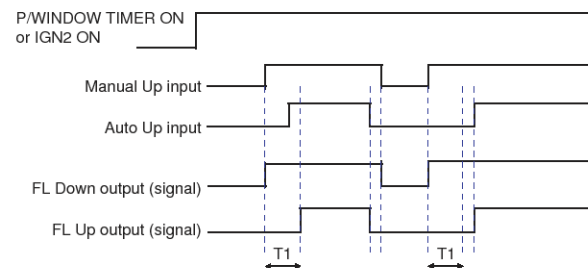 P/WINDOW TIMER ON
or IGN2 ON
Manual Up input
Auto Up input
FL Down output (signal)
FL Up output (signal)
T1
T1